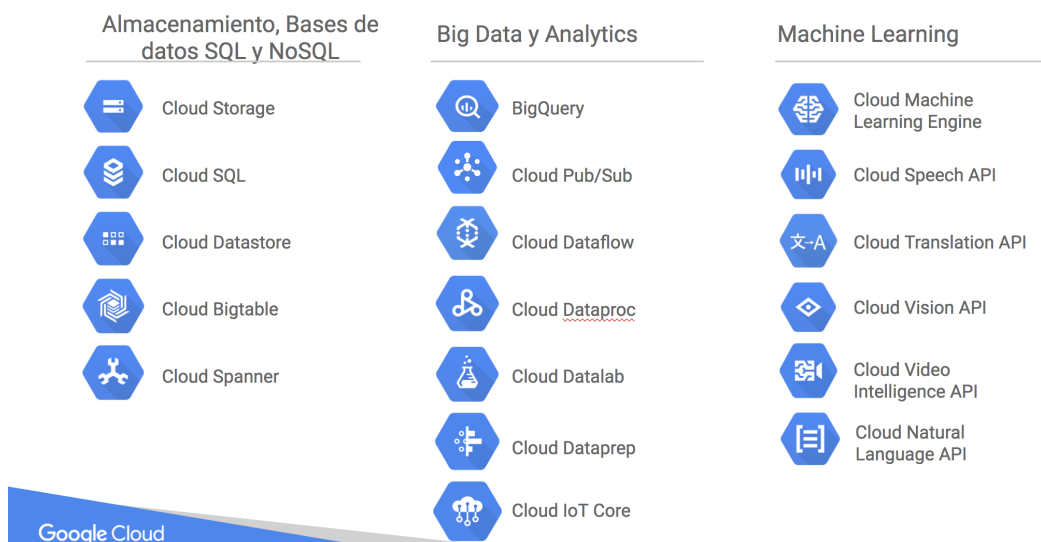 Almacenamiento, Bases de
datos SQL y NoSQL
Cloud Storage
Cloud SQL
Cloud Datastore
Cloud Bigtable
Cloud Spanner
Big Data y Analytics
BigQuery
Cloud Pub/Sub
Cloud Dataflow
Cloud Dataproc
Cloud Datalab
Cloud Dataprep
Cloud IoT Core
Machine Learning
Cloud Machine
Learning Engine
Cloud Speech API
文→A
Cloud Translation API
Cloud Vision API
Cloud Video
Intelligence API
Cloud Natural
Language API
Google Cloud